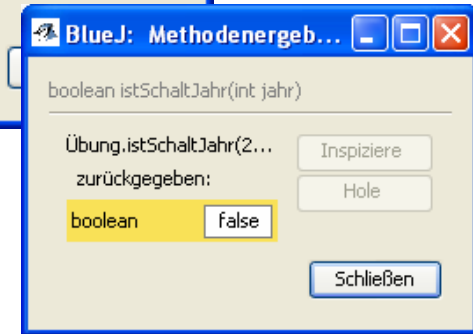 BlueJ: Methodenergeb...
boolean istSchaltJahr(int jahr)
Übung.istSchaltJahr(2...
zurückgegeben:
boolean false
Inspiziere
Hole
Schließen